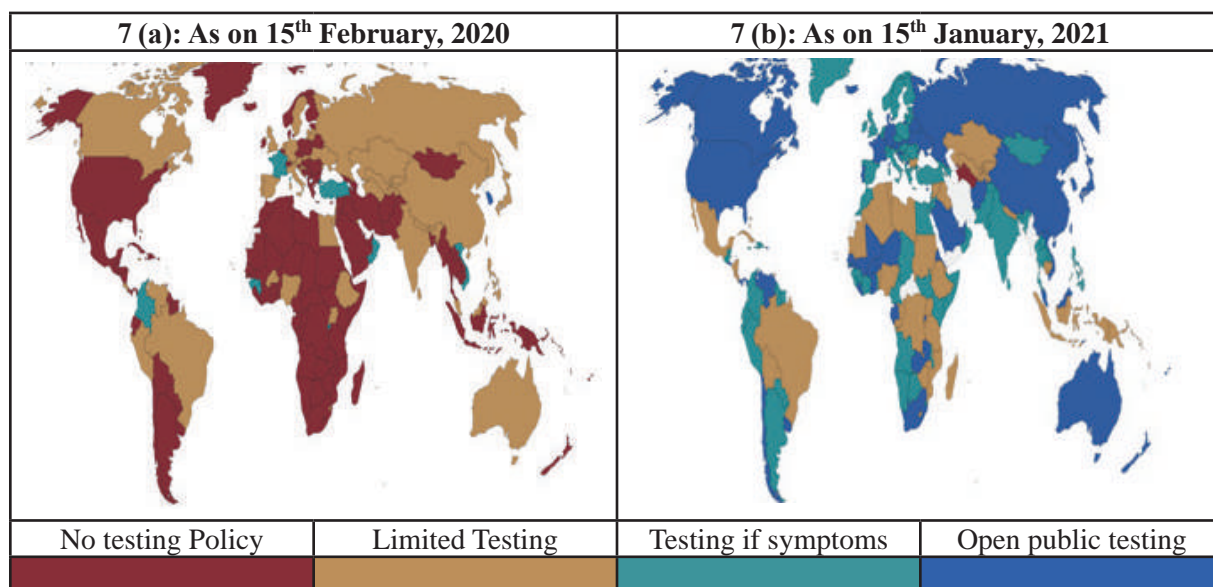 7 (a): As on 15th February, 2020
7 (b): As on 15th January, 2021
No testing Policy
Limited Testing
Testing if symptoms
Open public testing